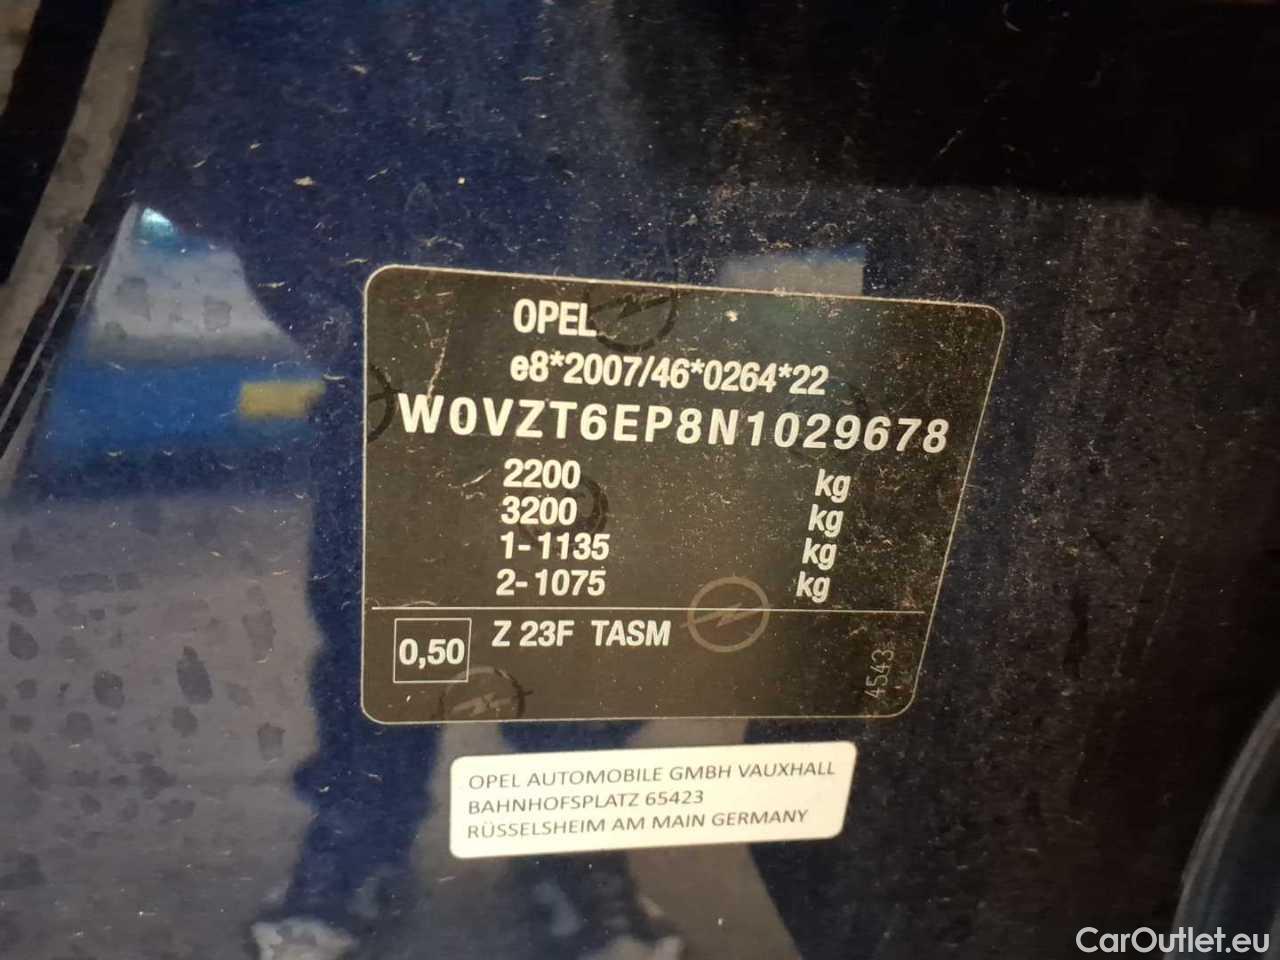 OPEL
e8*2007/46*0264*22
W0VZT6EP8N1029678
2200 kg
3200 kg
1-1135 kg
2-1075 kg
0,50 Z 23F TASM
4543
OPEL AUTOMOBILE GMBH VAUXHALL
BAHNHOFSPLATZ 65423
RÜSSELSHEIM AM MAIN GERMANY
CarOutlet.eu